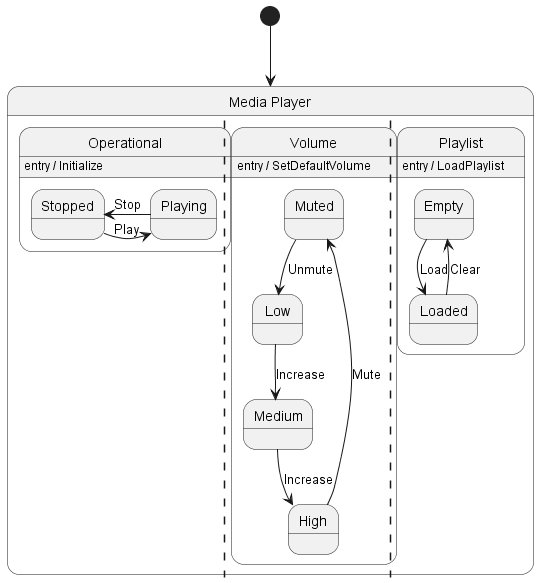 Media Player
Operational
entry / Initialize
Stopped
Stop
Play
Playing
Volume
entry / SetDefaultVolume
Muted
Unmute
Low
Increase
Medium
Increase
High
Mute
Playlist
entry / LoadPlaylist
Empty
Load
Clear
Loaded